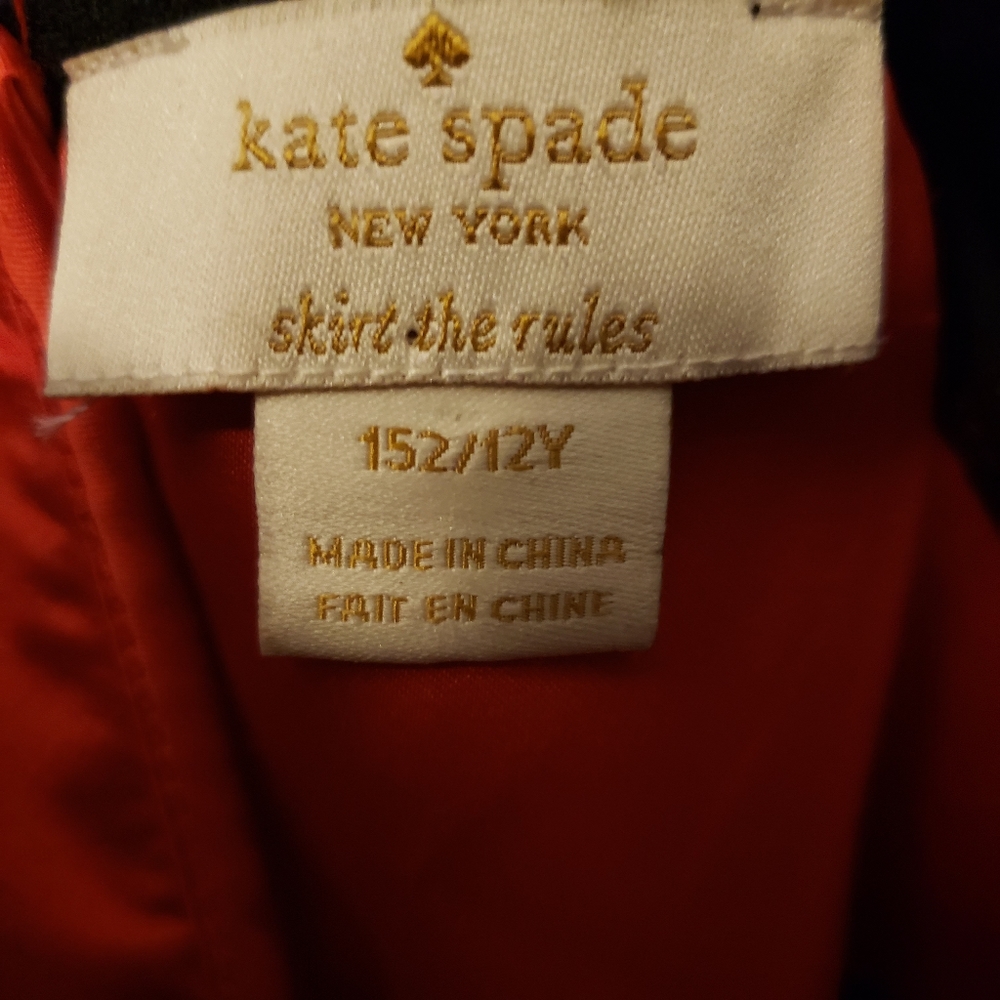 kate spade
NEW YORK
skirt the rules
152/12Y
MADE IN CHINA
FAIT EN CHINE